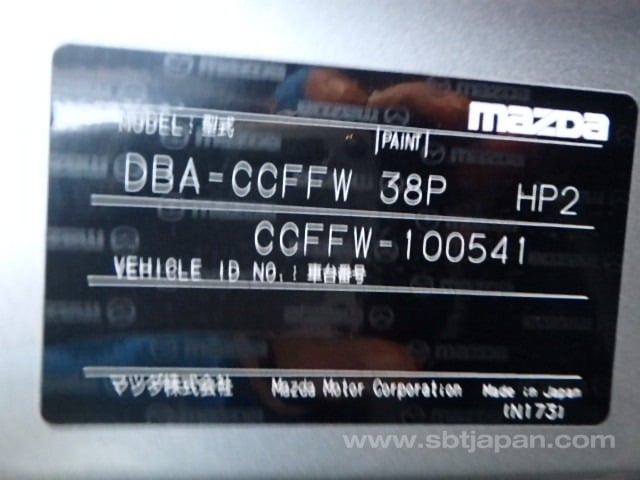 mazDa
MODEL: 型式 PAINT
DBA-CCFFW 38P HP2
CCFFW-100541
VEHICLE ID NO.: 車台番号
マツダ株式会社 Mazda Motor Corporation Made in Japan
(N173)
www.sbtjapan.com